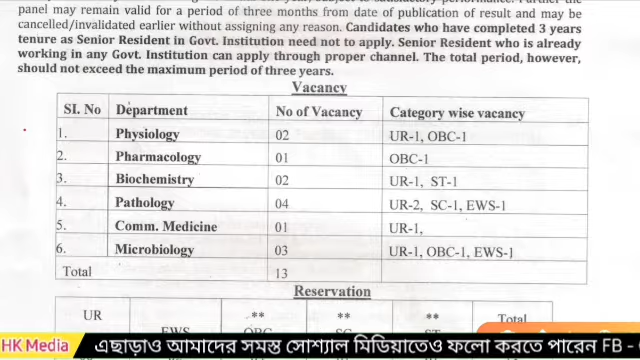 panel may remain valid for a period of three months from date of publication of result and may be
cancelled/invalidated earlier without assigning any reason. Candidates who have completed 3 years
tenure as Senior Resident in Govt. Institution need not to apply. Senior Resident who is already
working in any Govt. Institution can apply through proper channel. The total period, however,
should not exceed the maximum period of three years.
Vacancy
SI. No Department No of Vacancy Category wise vacancy
1. Physiology 02 UR-1, OBC-1
2. Pharmacology 01 OBC-1
3. Biochemistry 02 UR-1, ST-1
4. Pathology 04 UR-2, SC-1, EWS-1
5. Comm. Medicine 01 UR-1,
6. Microbiology 03 UR-1, OBC-1, EWS-1
Total 13
Reservation
UR ** ** ** Total
EWS
HK Media এছাড়াও আমাদের সমস্ত সোশ্যাল মিডিয়াতেও ফলো করতে পারেন FB -